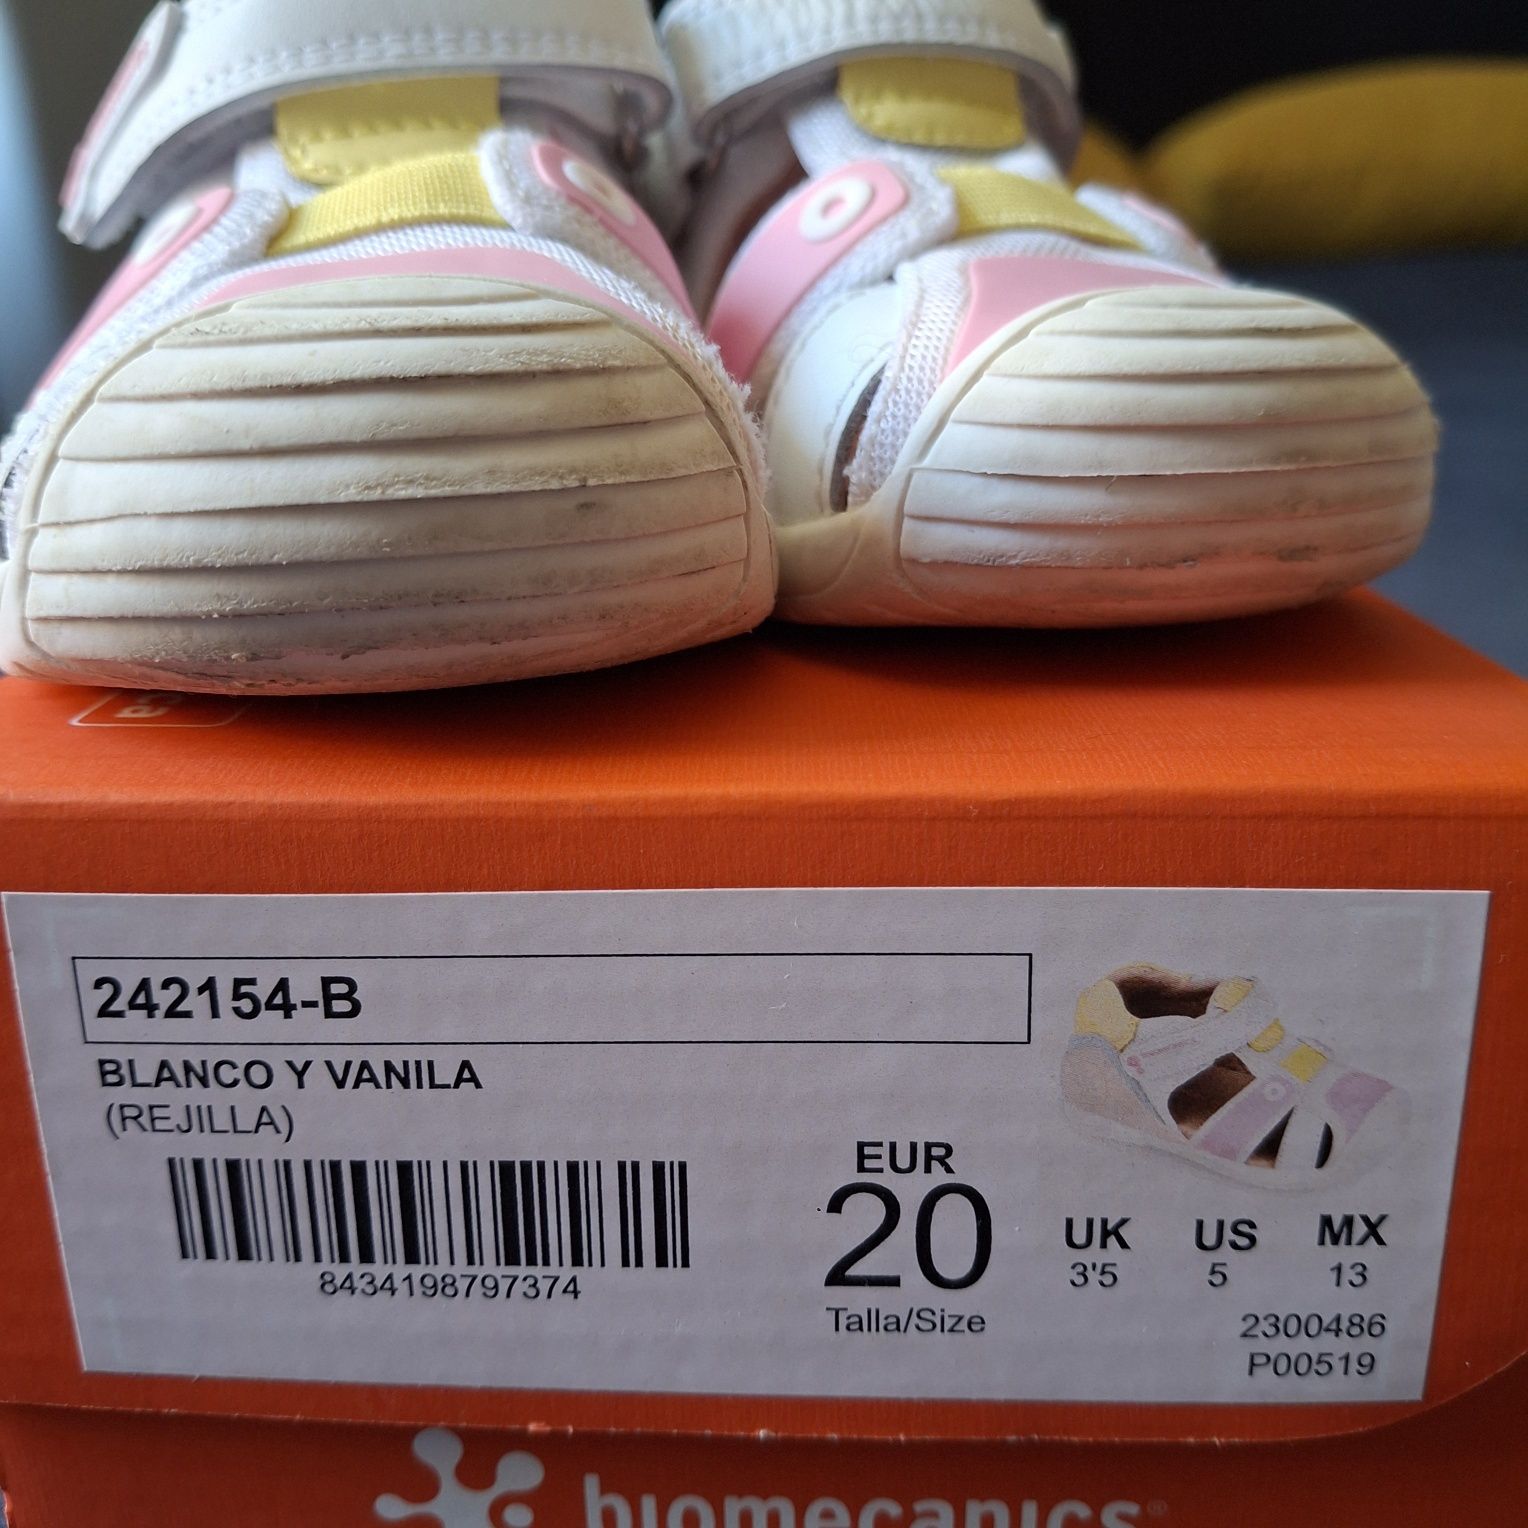 242154-B
BLANCO Y VANILA
(REJILLA)
8434198797374
EUR
20
Talla/Size
UK US MX
3'5 5 13
2300486
P00519
biomecanics®